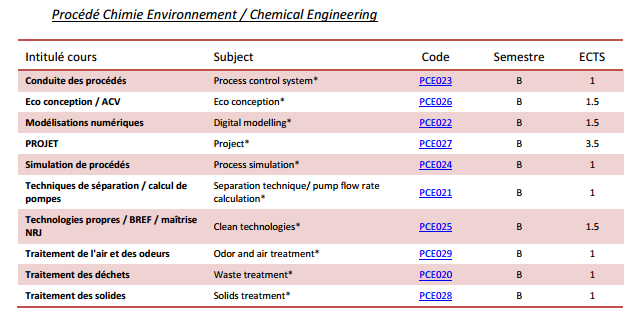 Procédé Chimie Environnement / Chemical Engineering
Intitulé cours Subject Code Semestre ECTS
Conduite des procédés Process control system* PCE023 B 1
Eco conception / ACV Eco conception* PCE026 B 1.5
Modélisations numériques Digital modelling* PCE022 B 1.5
PROJET Project* PCE027 B 3.5
Simulation de procédés Process simulation* PCE024 B 1
Techniques de séparation / calcul de pompes Separation technique/ pump flow rate calculation* PCE021 B 1
Technologies propres / BREF / maîtrise NRJ Clean technologies* PCE025 B 1.5
Traitement de l'air et des odeurs Odor and air treatment* PCE029 B 1
Traitement des déchets Waste treatment* PCE020 B 1
Traitement des solides Solids treatment* PCE028 B 1